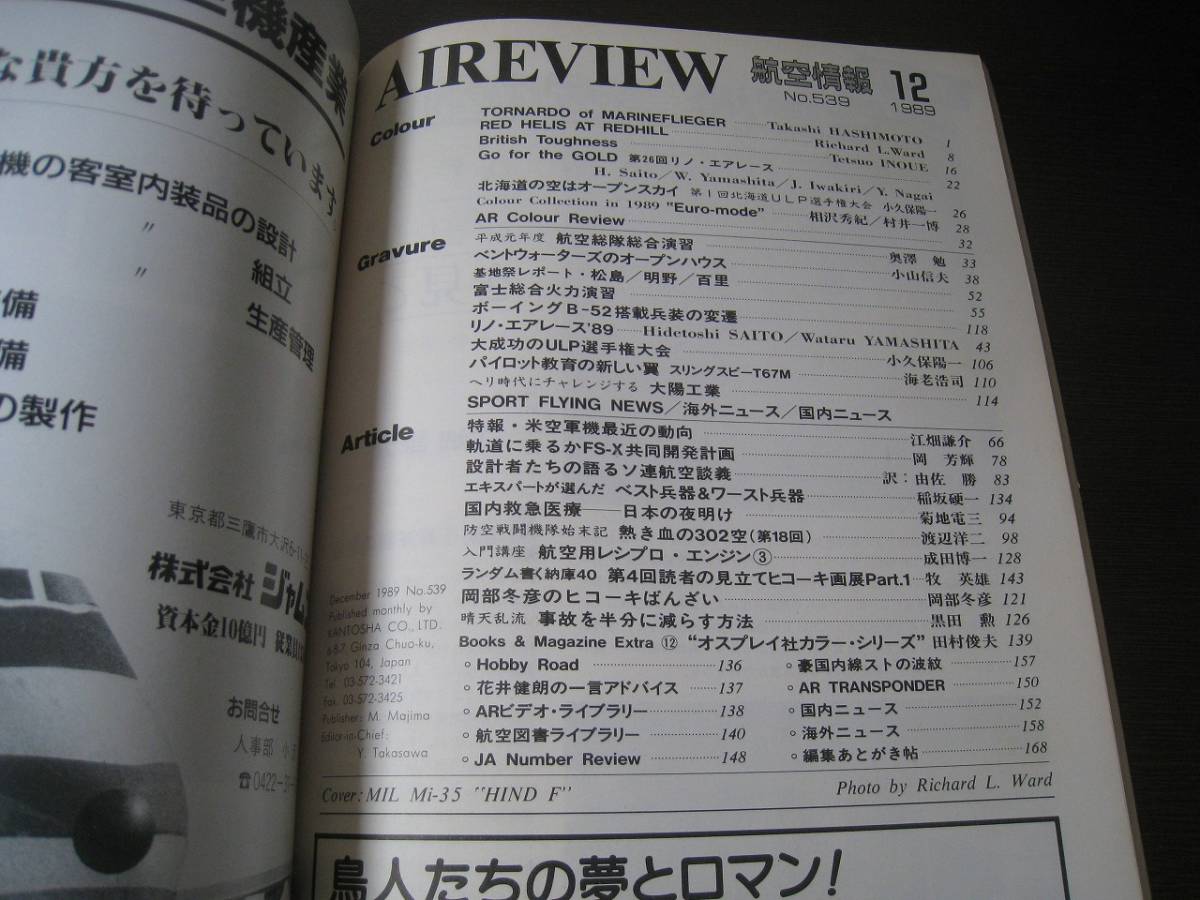 三機産業
な貴方を待っています
機の客室内装品の設計
〃 組立
〃 生産管理
備
備
の製作
東京都三鷹市大沢6-11-
株式会社 ジャム
資本金10億円 従業員
お問合せ
人事部 小
☎0422-3
AIREVIEW 航空情報 12
No.539 1989
Colour
TORNARDO of MARINEFLIEGER Takashi HASHIMOTO 1
RED HELIS AT REDHILL Richard L.Ward 8
British Toughness Tetsuo INOUE 16
Go for the GOLD 第26回リノ・エアレース 22
H. Saito／W. Yamashita／J. Iwakiri／Y. Nagai
北海道の空はオープンスカイ 第1回北海道ULP選手権大会 小久保陽一 26
Colour Collection in 1989 "Euro-mode" 相沢秀紀／村井一博 28
AR Colour Review 32
Gravure
平成元年度 航空総隊総合演習 奥澤 勉 33
ベントウォーターズのオープンハウス 小山信夫 38
基地祭レポート・松島／明野／百里 52
富士総合火力演習 55
ボーイングB-52搭載兵装の変遷 118
リノ・エアレース'89 Hidetoshi SAITO／Wataru YAMASHITA 43
大成功のULP選手権大会 小久保陽一 106
パイロット教育の新しい翼 スリングスビーT67M 海老浩司 110
ヘリ時代にチャレンジする 大陽工業 114
SPORT FLYING NEWS／海外ニュース／国内ニュース
Article
特報・米空軍機最近の動向 江畑謙介 66
軌道に乗るかFS-X共同開発計画 岡 芳輝 78
設計者たちの語るソ連航空談義 訳：由佐 勝 83
エキスパートが選んだ ベスト兵器＆ワースト兵器 稲坂硬一 134
国内救急医療──日本の夜明け 菊地電三 94
防空戦闘機隊始末記 熱き血の302空（第18回） 渡辺洋二 98
入門講座 航空用レシプロ・エンジン③ 成田博一 128
ランダム書く納庫40 第4回読者の見立てヒコーキ画展Part.1 牧 英雄 143
岡部冬彦のヒコーキばんざい 岡部冬彦 121
晴天乱流 事故を半分に減らす方法 黒田 勲 126
Books & Magazine Extra ⑫ "オスプレイ社カラー・シリーズ" 田村俊夫 139
○ Hobby Road 136
○ 花井健朗の一言アドバイス 137
○ ARビデオ・ライブラリー 138
○ 航空図書ライブラリー 140
○ JA Number Review 148
○ 豪国内線ストの波紋 157
○ AR TRANSPONDER 150
○ 国内ニュース 152
○ 海外ニュース 158
○ 編集あとがき帖 168
December 1989 No.539
Published monthly by
KANTOSHA CO., LTD.
6-8-7 Ginza Chuo-ku,
Tokyo 104, Japan
Tel. 03-572-3421
Fax. 03-572-3425
Publisher: M. Majima
Editor-in-Chief:
Y. Takasawa
Cover: MIL Mi-35 "HIND F" Photo by Richard L. Ward
鳥人たちの夢とロマン!